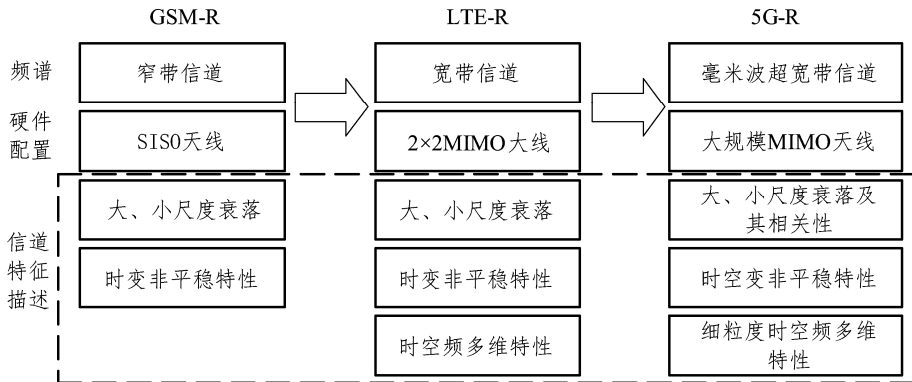 GSM-R
LTE-R
5G-R
频谱
窄带信道
宽带信道
毫米波超宽带信道
硬件
配置
SISO天线
2×2MIMO大线
大规模MIMO天线
信道
特征
描述
大、小尺度衰落
大、小尺度衰落
大、小尺度衰落及
其相关性
时变非平稳特性
时变非平稳特性
时空变非平稳特性
时空频多维特性
细粒度时空频多维
特性